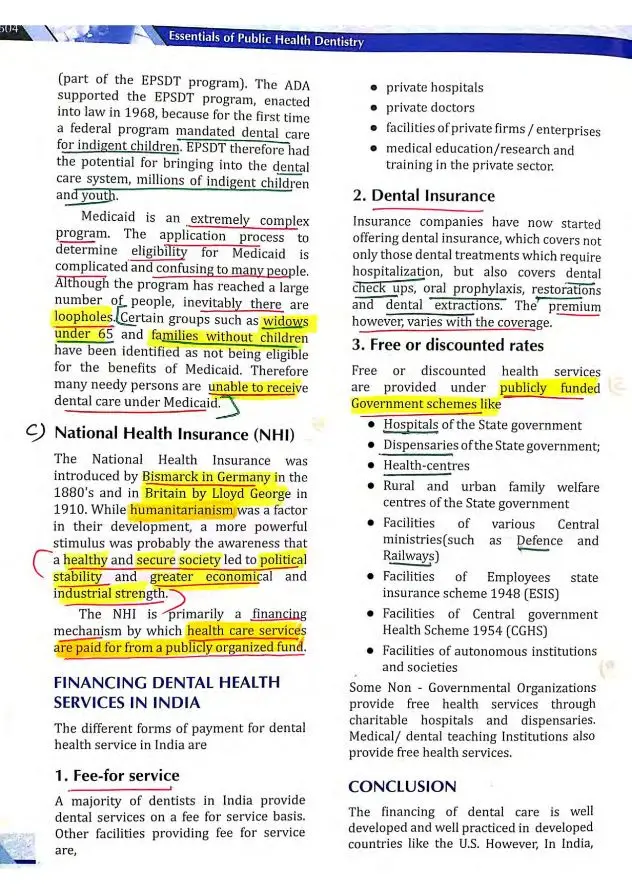 504
Essentials of Public Health Dentistry
(part of the EPSDT program). The ADA
supported the EPSDT program, enacted
into law in 1968, because for the first time
a federal program mandated dental care
for indigent children. EPSDT therefore had
the potential for bringing into the dental
care system, millions of indigent children
and youth.
Medicaid is an extremely complex
program. The application process to
determine eligibility for Medicaid is
complicated and confusing to many people.
Although the program has reached a large
number of people, inevitably there are
loopholes. Certain groups such as widows
under 65 and families without children
have been identified as not being eligible
for the benefits of Medicaid. Therefore
many needy persons are unable to receive
dental care under Medicaid.
C) National Health Insurance (NHI)
The National Health Insurance was
introduced by Bismarck in Germany in the
1880's and in Britain by Lloyd George in
1910. While humanitarianism was a factor
in their development, a more powerful
stimulus was probably the awareness that
a healthy and secure society led to political
stability and greater economical and
industrial strength.
The NHI is primarily a financing
mechanism by which health care services
are paid for from a publicly organized fund.
FINANCING DENTAL HEALTH
SERVICES IN INDIA
The different forms of payment for dental
health service in India are
1. Fee-for service
A majority of dentists in India provide
dental services on a fee for service basis.
Other facilities providing fee for service
are,
• private hospitals
• private doctors
• facilities of private firms / enterprises
• medical education/research and
training in the private sector.
2. Dental Insurance
Insurance companies have now started
offering dental insurance, which covers not
only those dental treatments which require
hospitalization, but also covers dental
check ups, oral prophylaxis, restorations
and dental extractions. The premium
however, varies with the coverage.
3. Free or discounted rates
Free or discounted health services
are provided under publicly funded
Government schemes like
• Hospitals of the State government
• Dispensaries of the State government;
• Health-centres
• Rural and urban family welfare
centres of the State government
• Facilities of various Central
ministries(such as Defence and
Railways)
• Facilities of Employees state
insurance scheme 1948 (ESIS)
• Facilities of Central government
Health Scheme 1954 (CGHS)
• Facilities of autonomous institutions
and societies
Some Non - Governmental Organizations
provide free health services through
charitable hospitals and dispensaries.
Medical/ dental teaching Institutions also
provide free health services.
CONCLUSION
The financing of dental care is well
developed and well practiced in developed
countries like the U.S. However, In India,